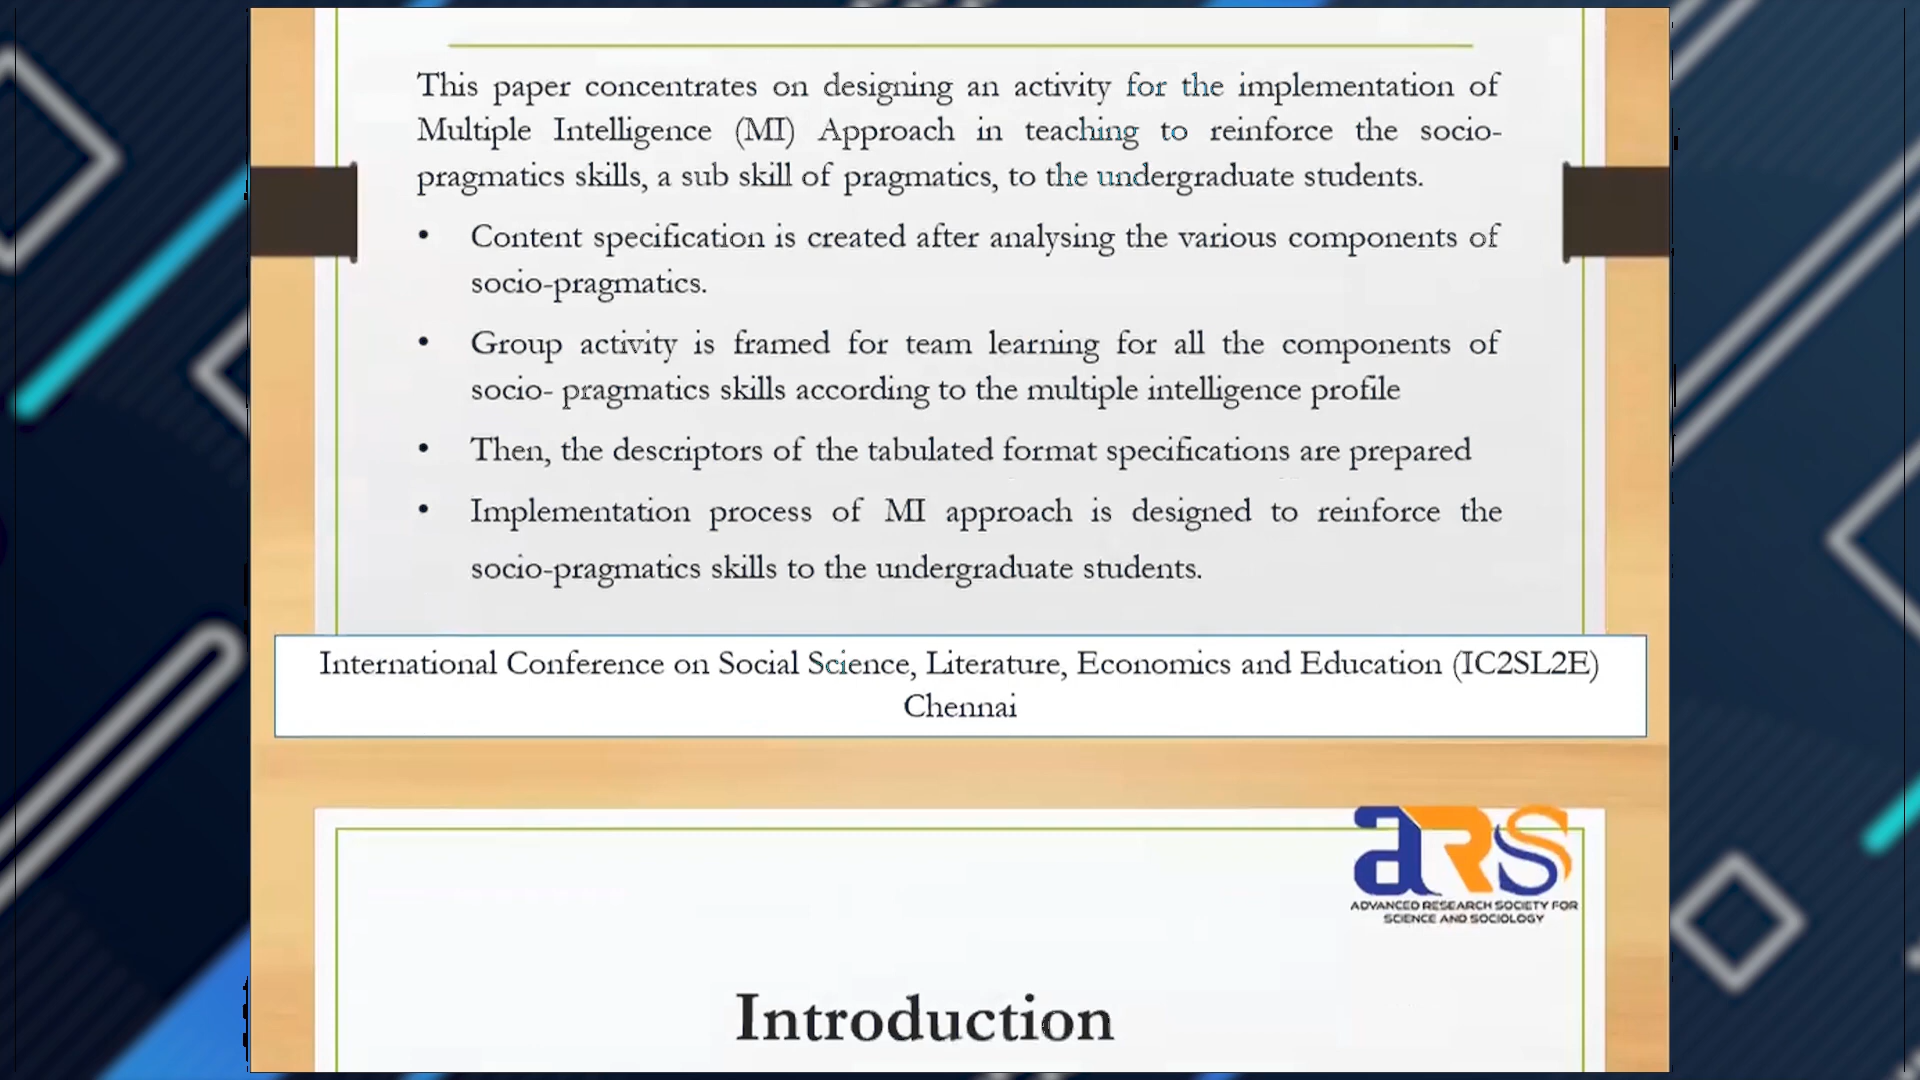 This paper concentrates on designing an activity for the implementation of
Multiple Intelligence (MI) Approach in teaching to reinforce the socio-
pragmatics skills, a sub skill of pragmatics, to the undergraduate students.
• Content specification is created after analysing the various components of
socio-pragmatics.
• Group activity is framed for team learning for all the components of
socio- pragmatics skills according to the multiple intelligence profile
• Then, the descriptors of the tabulated format specifications are prepared
• Implementation process of MI approach is designed to reinforce the
socio-pragmatics skills to the undergraduate students.
International Conference on Social Science, Literature, Economics and Education (IC2SL2E)
Chennai
aRS
ADVANCED RESEARCH SOCIETY FOR
SCIENCE AND SOCIOLOGY
Introduction